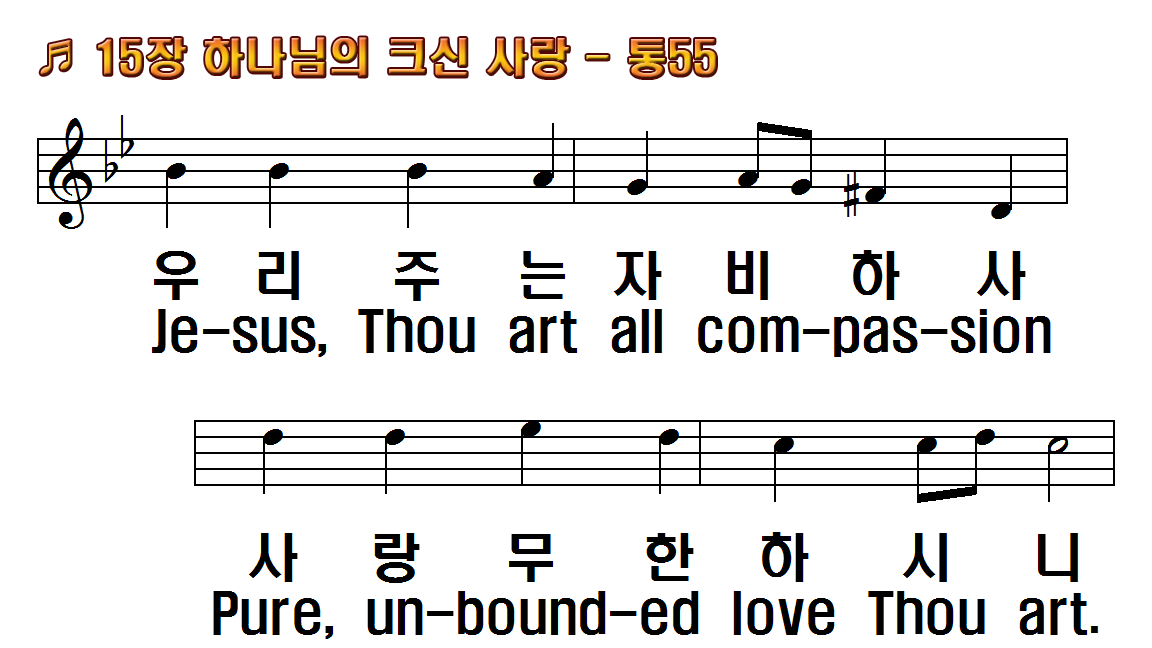 ♬ 15장 하나님의 크신 사랑 - 통55
우 리 주 는 자 비 하 사
Je-sus, Thou art all com-pas-sion
사 랑 무 한 하 시 니
Pure, un-bound-ed love Thou art.